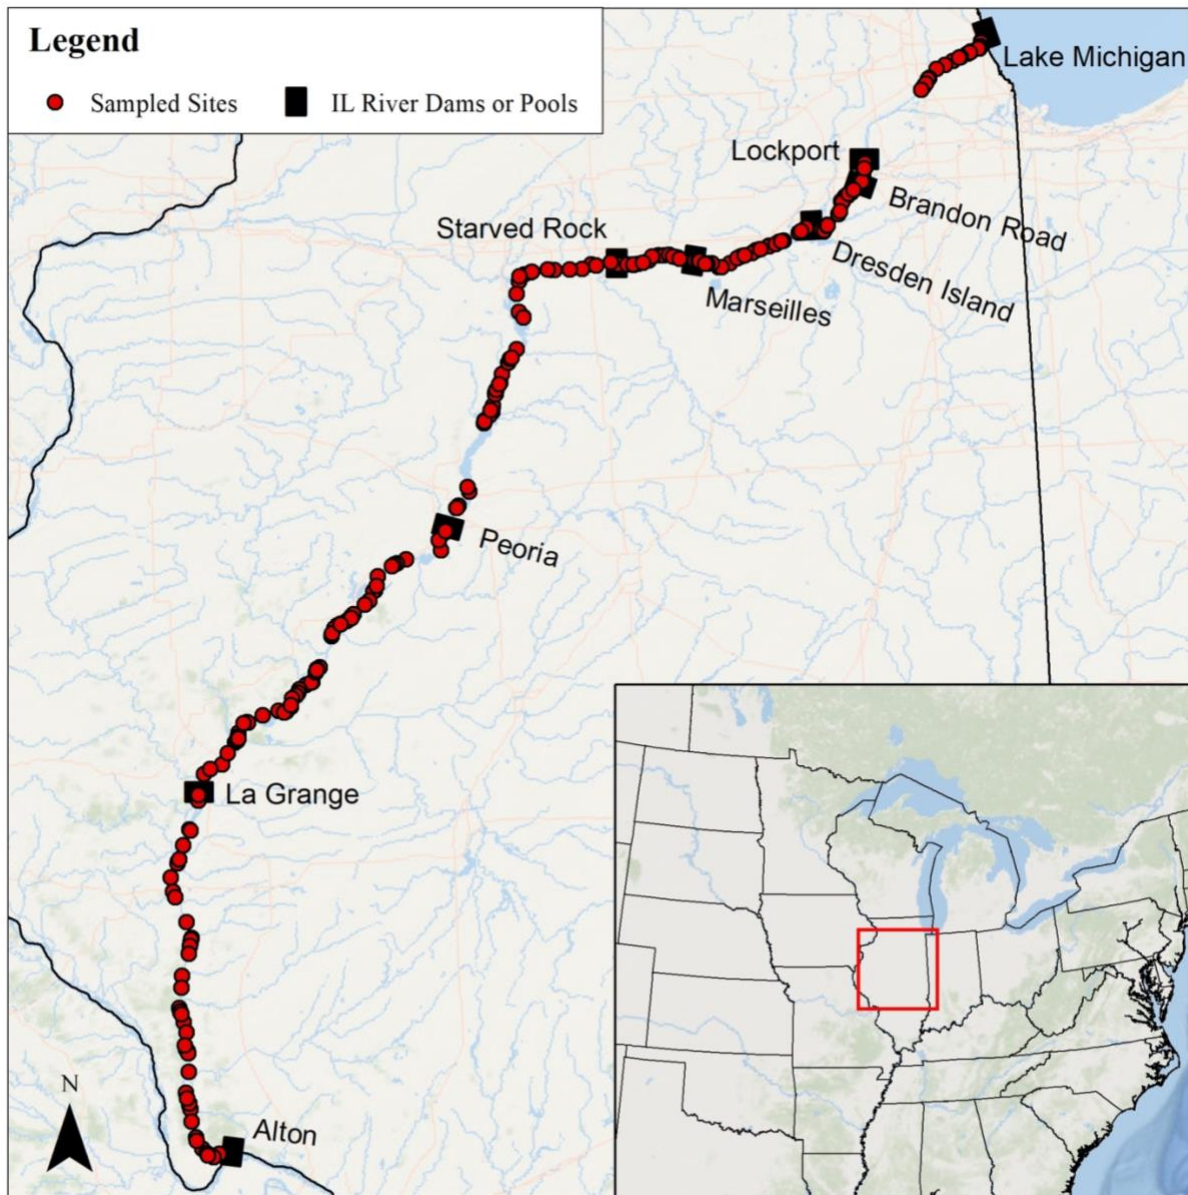 Legend
Sampled Sites
IL River Dams or Pools
Lake Michigan
Lockport
Brandon Road
Starved Rock
Dresden Island
Marseilles
Peoria
La Grange
N
Alton